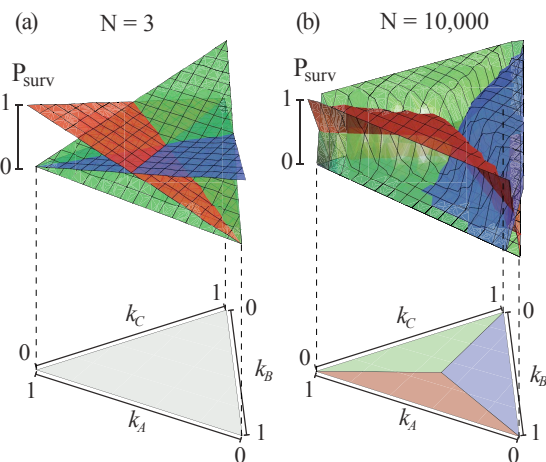 (a) N = 3
(b) N = 10,000
P_surv
1
0
P_surv
1
0
1
0
k_C
0
k_B
1
k_A
1
0
1
0
k_C
0
k_B
1
k_A
1
0